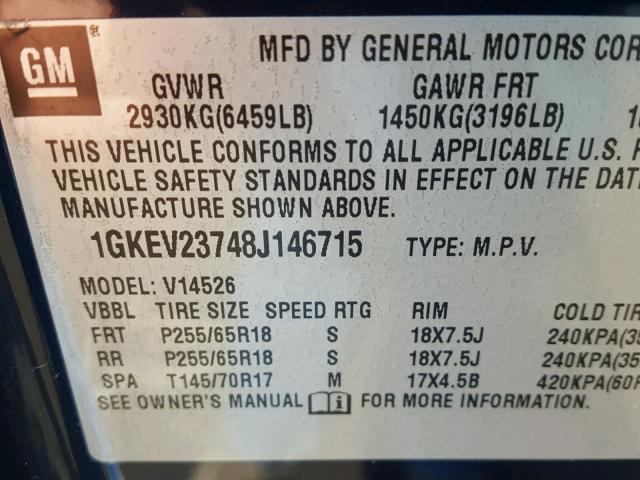 GM ®
MFD BY GENERAL MOTORS COR
GVWR GAWR FRT
2930KG(6459LB) 1450KG(3196LB)
THIS VEHICLE CONFORMS TO ALL APPLICABLE U.S. F
VEHICLE SAFETY STANDARDS IN EFFECT ON THE DAT
MANUFACTURE SHOWN ABOVE.
1GKEV23748J146715 TYPE: M.P.V.
MODEL: V14526
VBBL TIRE SIZE SPEED RTG RIM COLD TIR
FRT P255/65R18 S 18X7.5J 240KPA(35
RR P255/65R18 S 18X7.5J 240KPA(35
SPA T145/70R17 M 17X4.5B 420KPA(60P
SEE OWNER'S MANUAL FOR MORE INFORMATION.